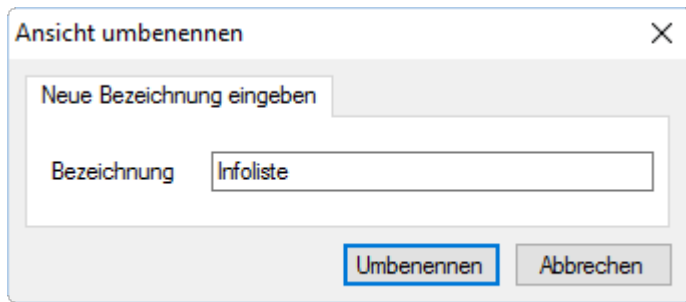 Ansicht umbenennen
Neue Bezeichnung eingeben
Bezeichnung Infoliste
Umbenennen Abbrechen